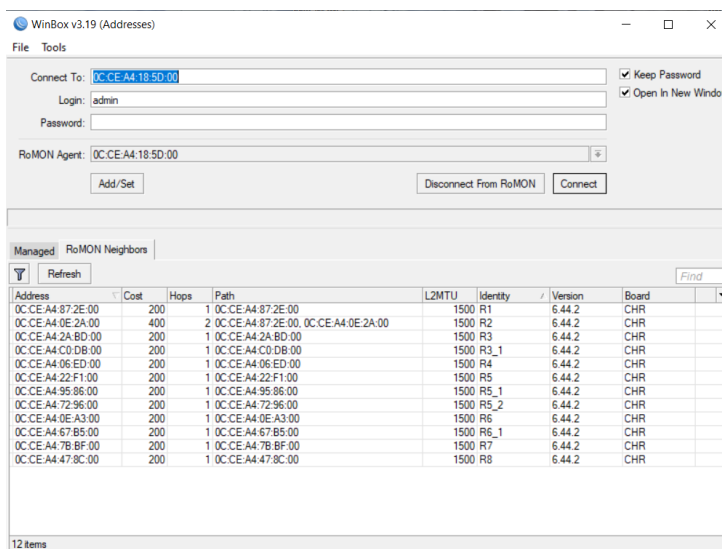 WinBox v3.19 (Addresses)
File Tools
Connect To: 0C:CE:A4:18:5D:00
Keep Password
Login: admin
Open In New Windo
Password:
RoMON Agent: 0C:CE:A4:18:5D:00
Add/Set Disconnect From RoMON Connect
Managed RoMON Neighbors
Refresh Find
Address Cost Hops Path L2MTU Identity Version Board
0C:CE:A4:87:2E:00 200 1 0C:CE:A4:87:2E:00 1500 R1 6.44.2 CHR
0C:CE:A4:0E:2A:00 400 2 0C:CE:A4:87:2E:00, 0C:CE:A4:0E:2A:00 1500 R2 6.44.2 CHR
0C:CE:A4:2A:BD:00 200 1 0C:CE:A4:2A:BD:00 1500 R3 6.44.2 CHR
0C:CE:A4:C0:DB:00 200 1 0C:CE:A4:C0:DB:00 1500 R3_1 6.44.2 CHR
0C:CE:A4:06:ED:00 200 1 0C:CE:A4:06:ED:00 1500 R4 6.44.2 CHR
0C:CE:A4:22:F1:00 200 1 0C:CE:A4:22:F1:00 1500 R5 6.44.2 CHR
0C:CE:A4:95:86:00 200 1 0C:CE:A4:95:86:00 1500 R5_1 6.44.2 CHR
0C:CE:A4:72:96:00 200 1 0C:CE:A4:72:96:00 1500 R5_2 6.44.2 CHR
0C:CE:A4:0E:A3:00 200 1 0C:CE:A4:0E:A3:00 1500 R6 6.44.2 CHR
0C:CE:A4:67:B5:00 200 1 0C:CE:A4:67:B5:00 1500 R6_1 6.44.2 CHR
0C:CE:A4:7B:BF:00 200 1 0C:CE:A4:7B:BF:00 1500 R7 6.44.2 CHR
0C:CE:A4:47:8C:00 200 1 0C:CE:A4:47:8C:00 1500 R8 6.44.2 CHR
12 items